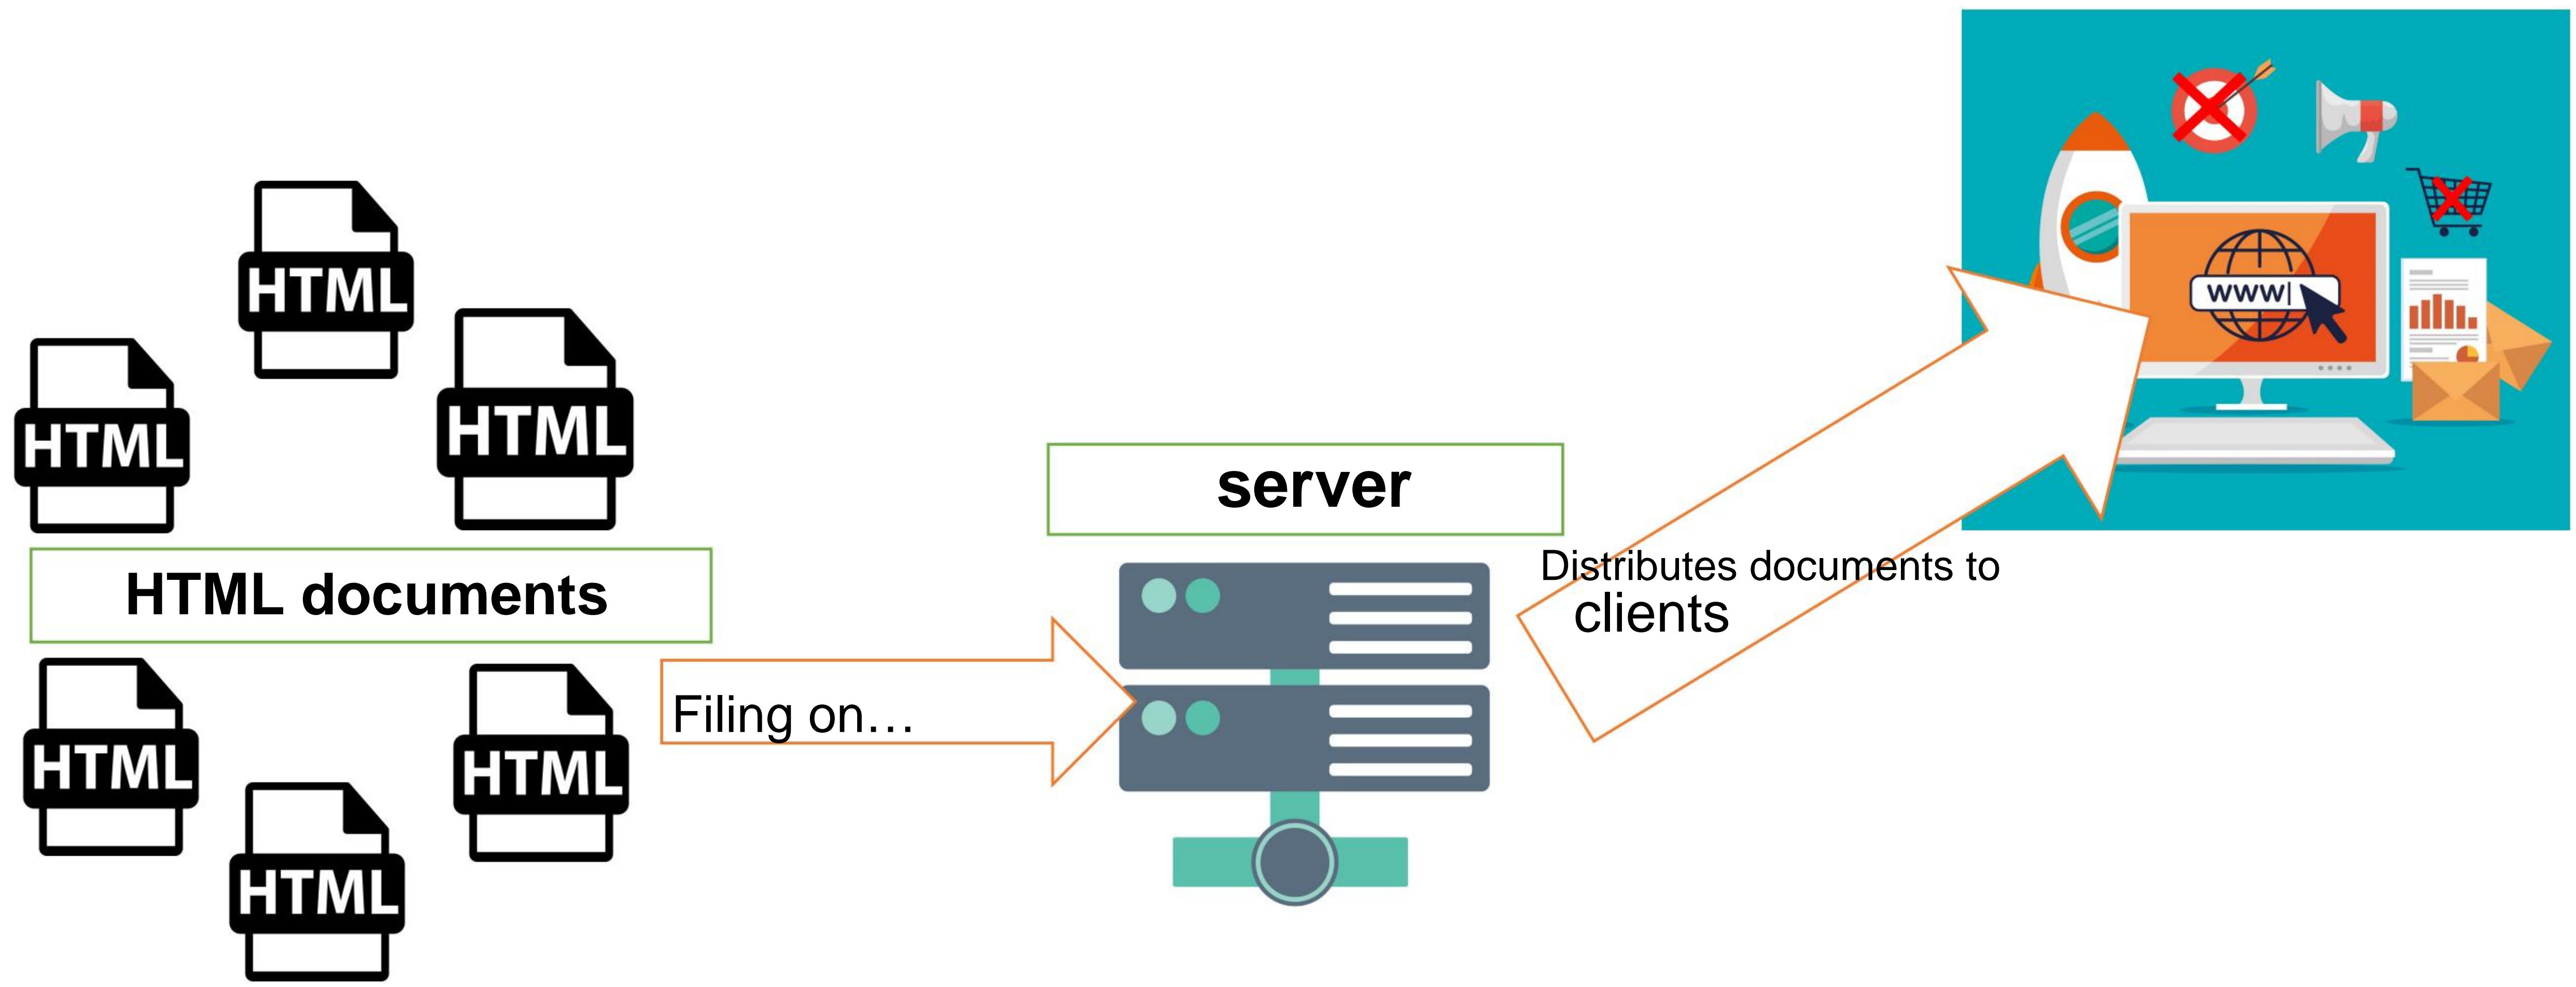 HTML
HTML
HTML
HTML documents
HTML
HTML
HTML
Filing on…
server
Distributes documents to
clients
www